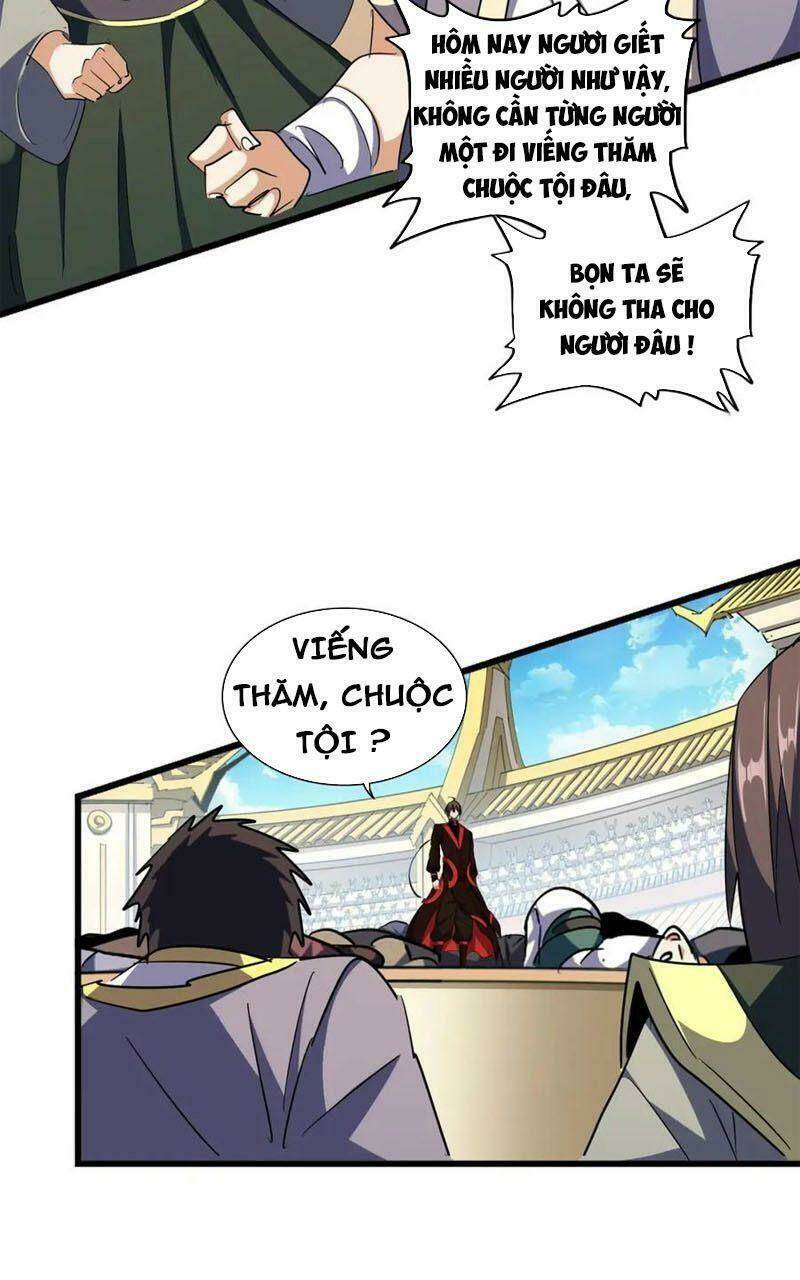 HÔM NAY NGƯƠI GIẾT
NHIỀU NGƯỜI NHƯ VẬY,
KHÔNG CẦN TỪNG NGƯỜI
MỘT ĐI VIẾNG THĂM
CHUỘC TỘI ĐÂU,
BỌN TA SẼ
KHÔNG THA CHO
NGƯƠI ĐÂU !
VIẾNG
THĂM, CHUỘC
TỘI ?